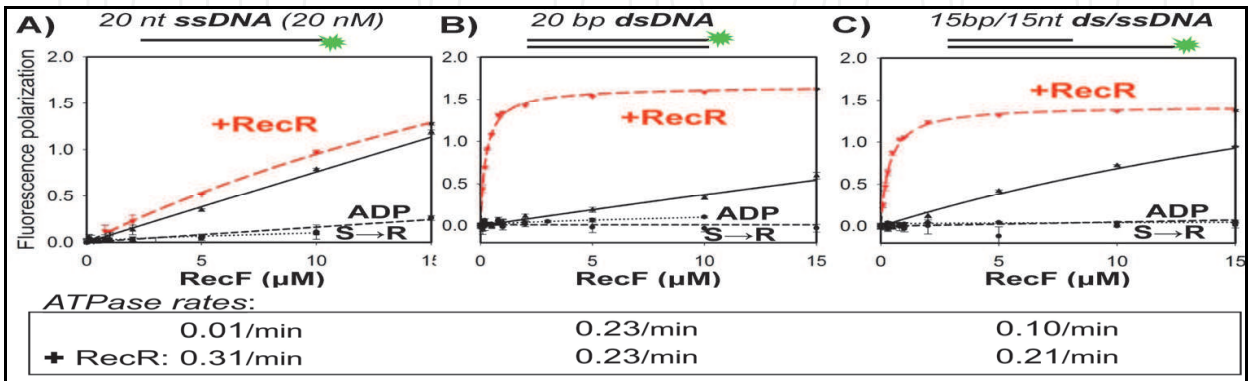 A) 20 nt ssDNA (20 nM)
Fluorescence polarization
2.0
1.5
1.0
0.5
0.0
+RecR
ADP
S→R
0 5 10 15
RecF (μM)
B) 20 bp dsDNA
2.0
1.5
1.0
0.5
0.0
+RecR
ADP
S→R
0 5 10 15
RecF (μM)
C) 15bp/15nt ds/ssDNA
2.0
1.5
1.0
0.5
0.0
+RecR
ADP
S→R
0 5 10 15
RecF (μM)
ATPase rates:
0.01/min 0.23/min 0.10/min
+ RecR: 0.31/min 0.23/min 0.21/min